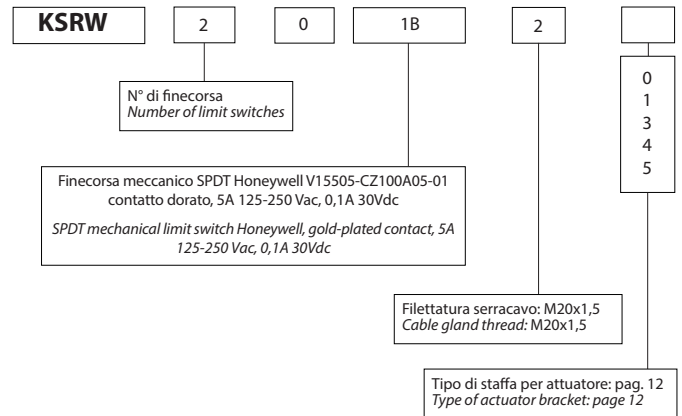 KSRW 2 0 1B 2
0
1
3
4
5
N° di finecorsa
Number of limit switches
Finecorsa meccanico SPDT Honeywell V15505-CZ100A05-01
contatto dorato, 5A 125-250 Vac, 0,1A 30Vdc
SPDT mechanical limit switch Honeywell, gold-plated contact, 5A
125-250 Vac, 0,1A 30Vdc
Filettatura serracavo: M20x1,5
Cable gland thread: M20x1,5
Tipo di staffa per attuatore: pag. 12
Type of actuator bracket: page 12